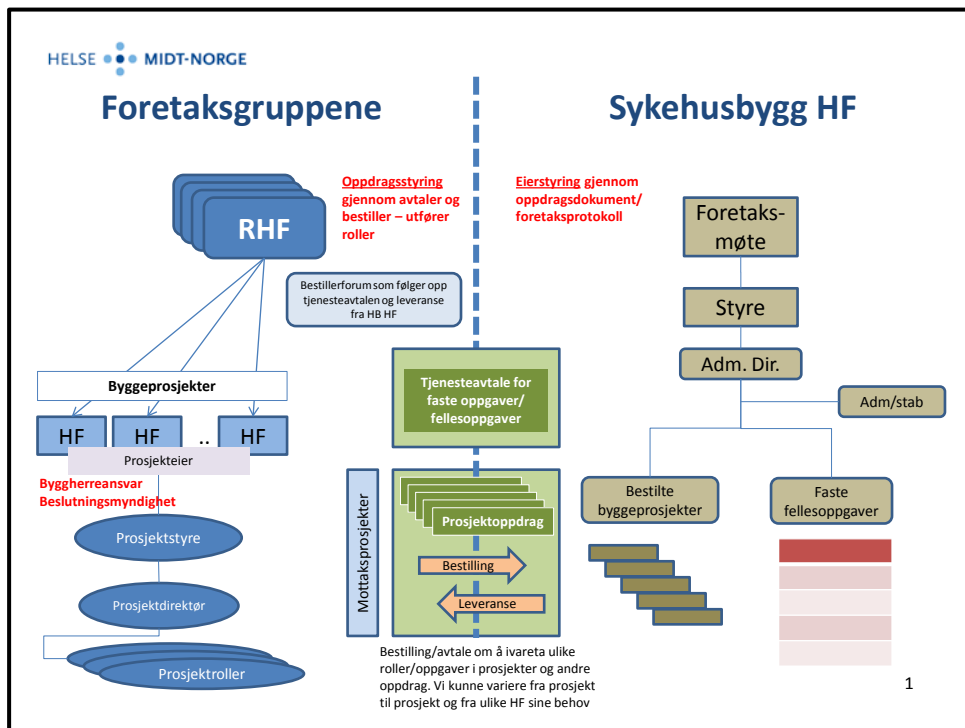 HELSE MIDT-NORGE
Foretaksgruppene
Sykehusbygg HF
Oppdragsstyring
gjennom avtaler og
bestiller – utfører
roller
Eierstyring gjennom
oppdragsdokument/
foretaksprotokoll
RHF
Foretaks-
møte
Bestillerforum som følger opp
tjenesteavtalen og leveranse
fra HB HF
Styre
Adm. Dir.
Adm/stab
Byggeprosjekter
HF
HF
..
HF
Prosjekteier
Byggherreansvar
Beslutningsmyndighet
Prosjektstyre
Prosjektdirektør
Prosjektroller
Tjenesteavtale for
faste oppgaver/
fellesoppgaver
Mottaksprosjekter
Prosjektoppdrag
Bestilling
Leveranse
Bestilling/avtale om å ivareta ulike
roller/oppgaver i prosjekter og andre
oppdrag. Vi kunne variere fra prosjekt
til prosjekt og fra ulike HF sine behov
Bestilte
byggeprosjekter
Faste
fellesoppgaver
1